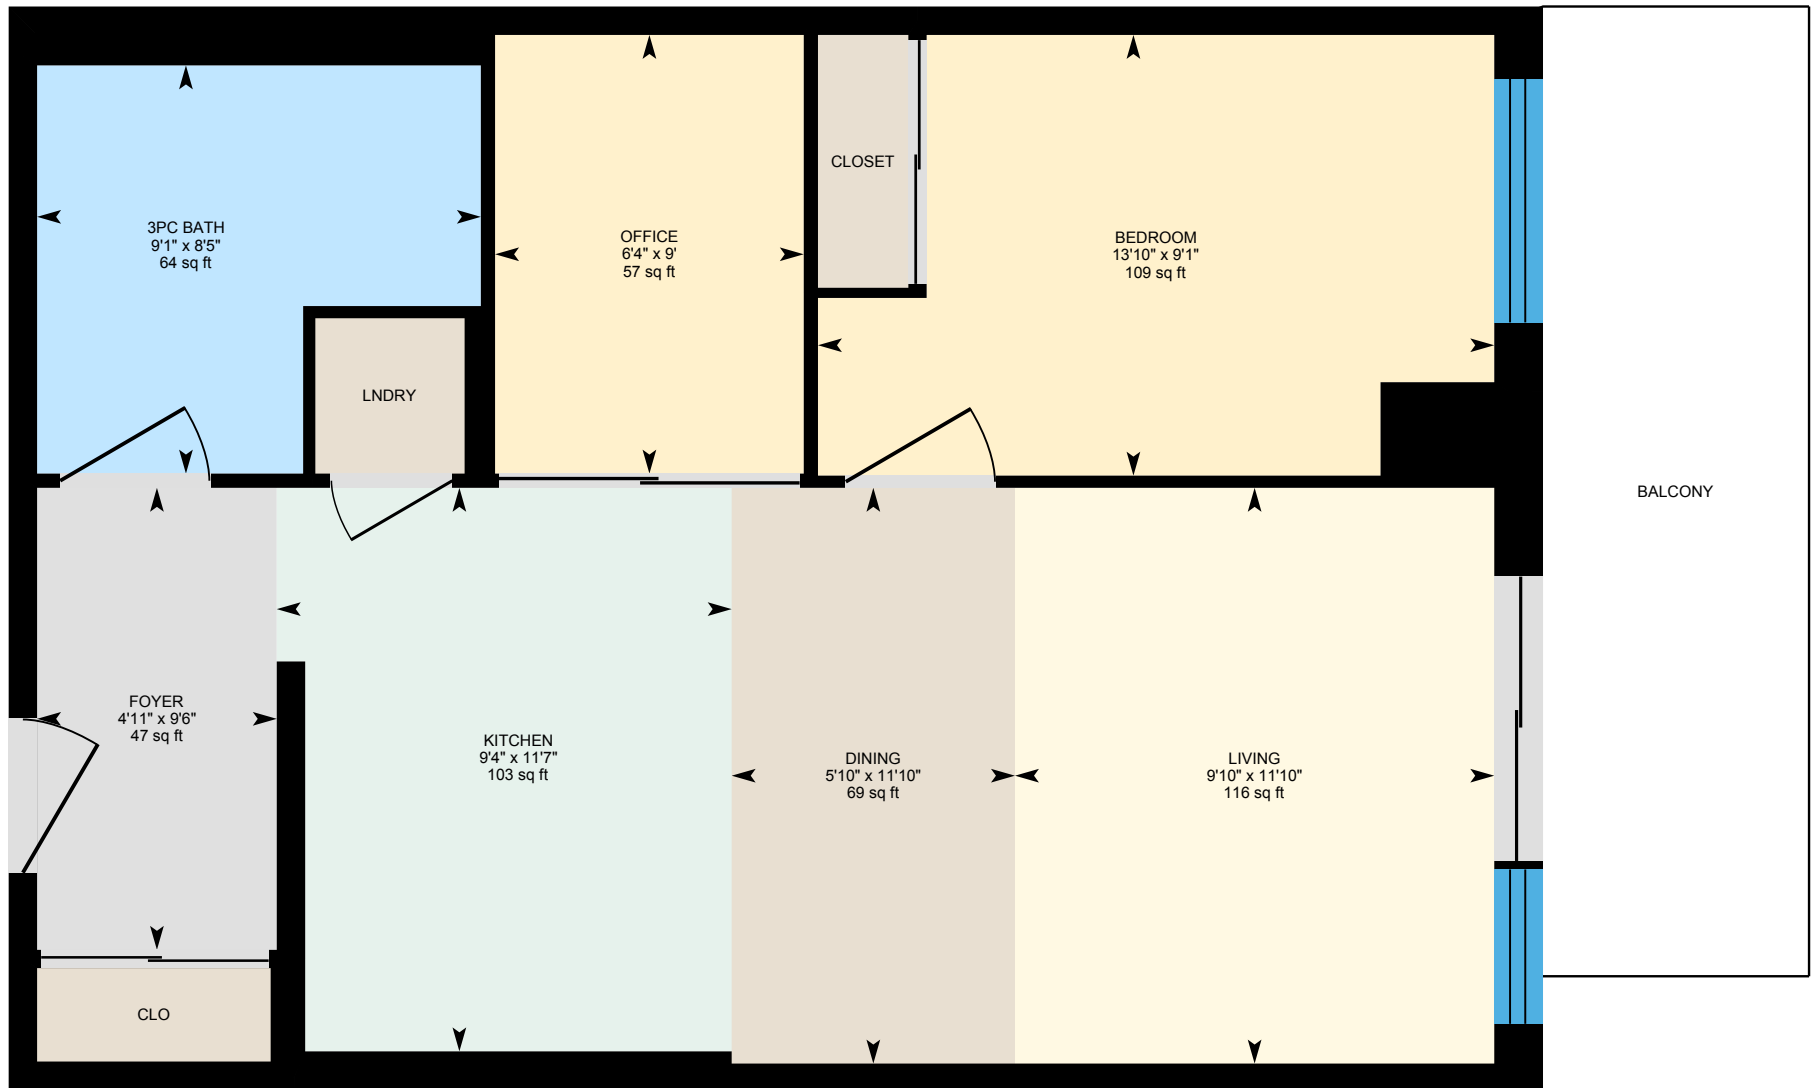 3PC BATH
9'1" x 8'5"
64 sq ft
OFFICE
6'4" x 9'
57 sq ft
CLOSET
BEDROOM
13'10" x 9'1"
109 sq ft
LNDRY
BALCONY
FOYER
4'11" x 9'6"
47 sq ft
KITCHEN
9'4" x 11'7"
103 sq ft
DINING
5'10" x 11'10"
69 sq ft
LIVING
9'10" x 11'10"
116 sq ft
CLO